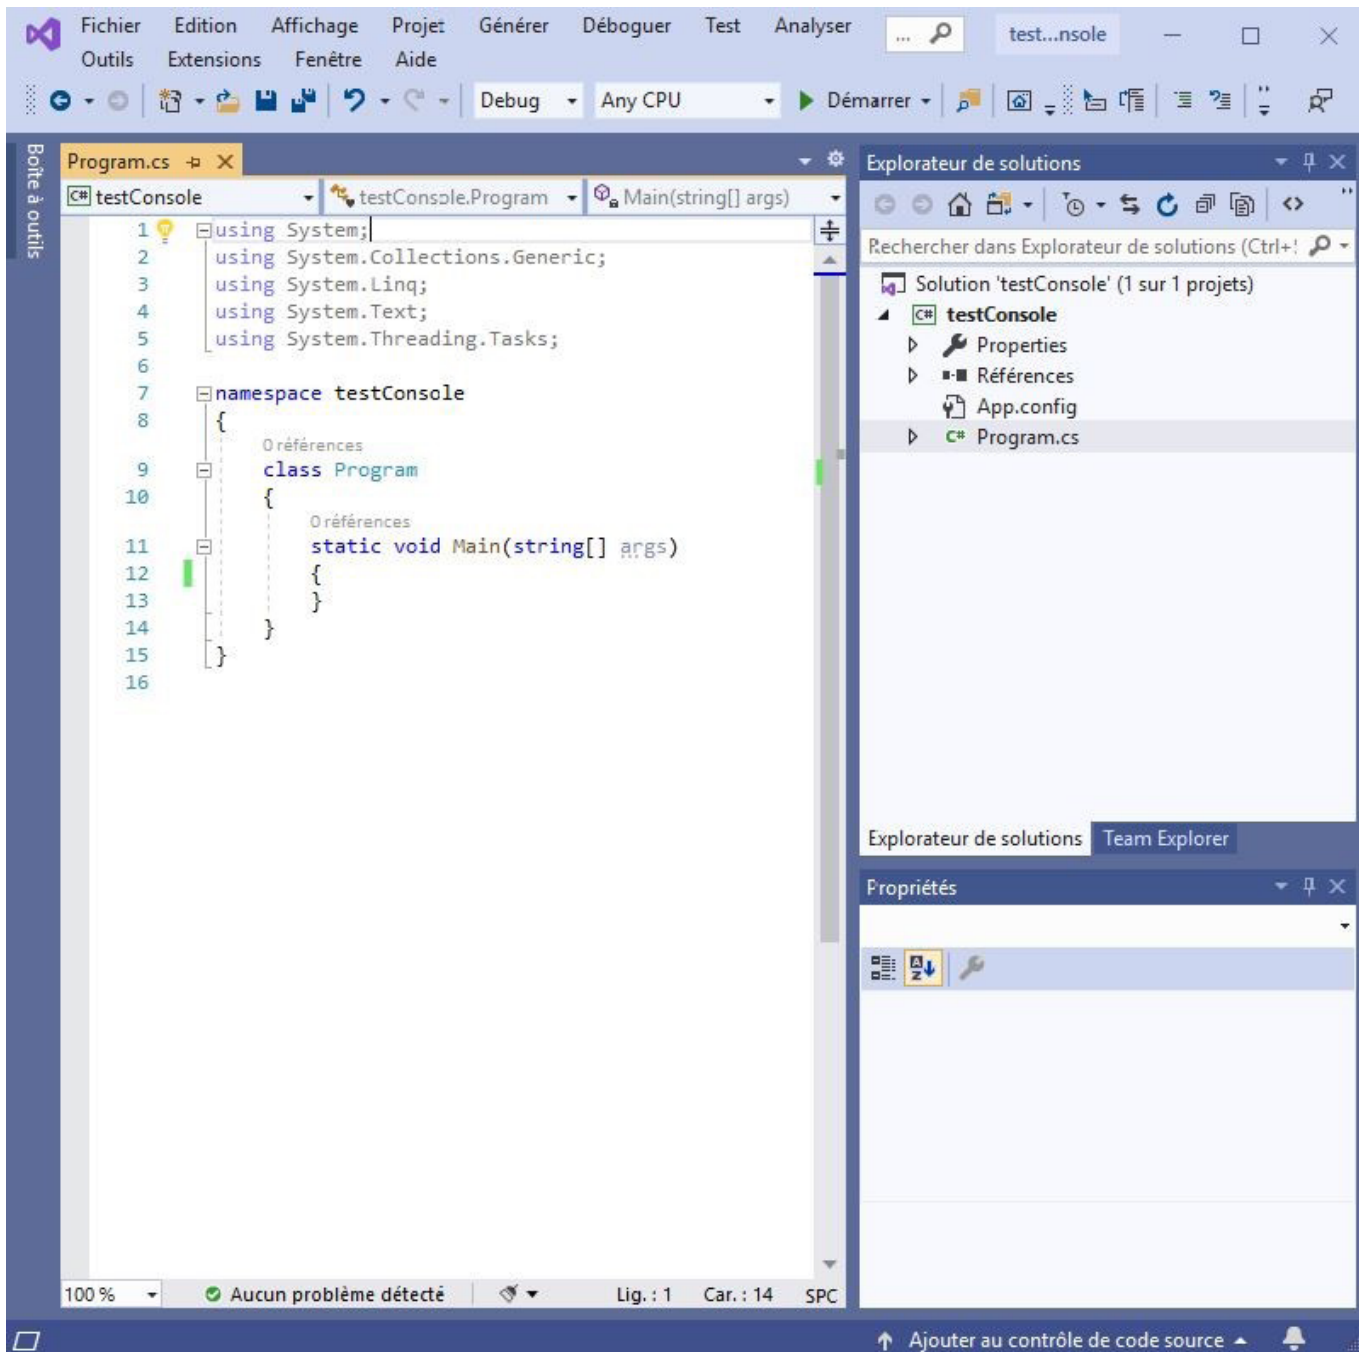 Fichier Edition Affichage Projet Générer Déboguer Test Analyser ... test...nsole
Outils Extensions Fenêtre Aide
Debug Any CPU Démarrer
Boîte à outils
Program.cs
C# testConsole testConsole.Program Main(string[] args)
1 using System;
2 using System.Collections.Generic;
3 using System.Linq;
4 using System.Text;
5 using System.Threading.Tasks;
6
7 namespace testConsole
8 {
0 références
9 class Program
10 {
0 références
11 static void Main(string[] args)
12 {
13 }
14 }
15 }
16
100 % Aucun problème détecté Lig. : 1 Car. : 14 SPC
Explorateur de solutions
Rechercher dans Explorateur de solutions (Ctrl+
Solution 'testConsole' (1 sur 1 projets)
C# testConsole
Properties
Références
App.config
C# Program.cs
Explorateur de solutions Team Explorer
Propriétés
Ajouter au contrôle de code source